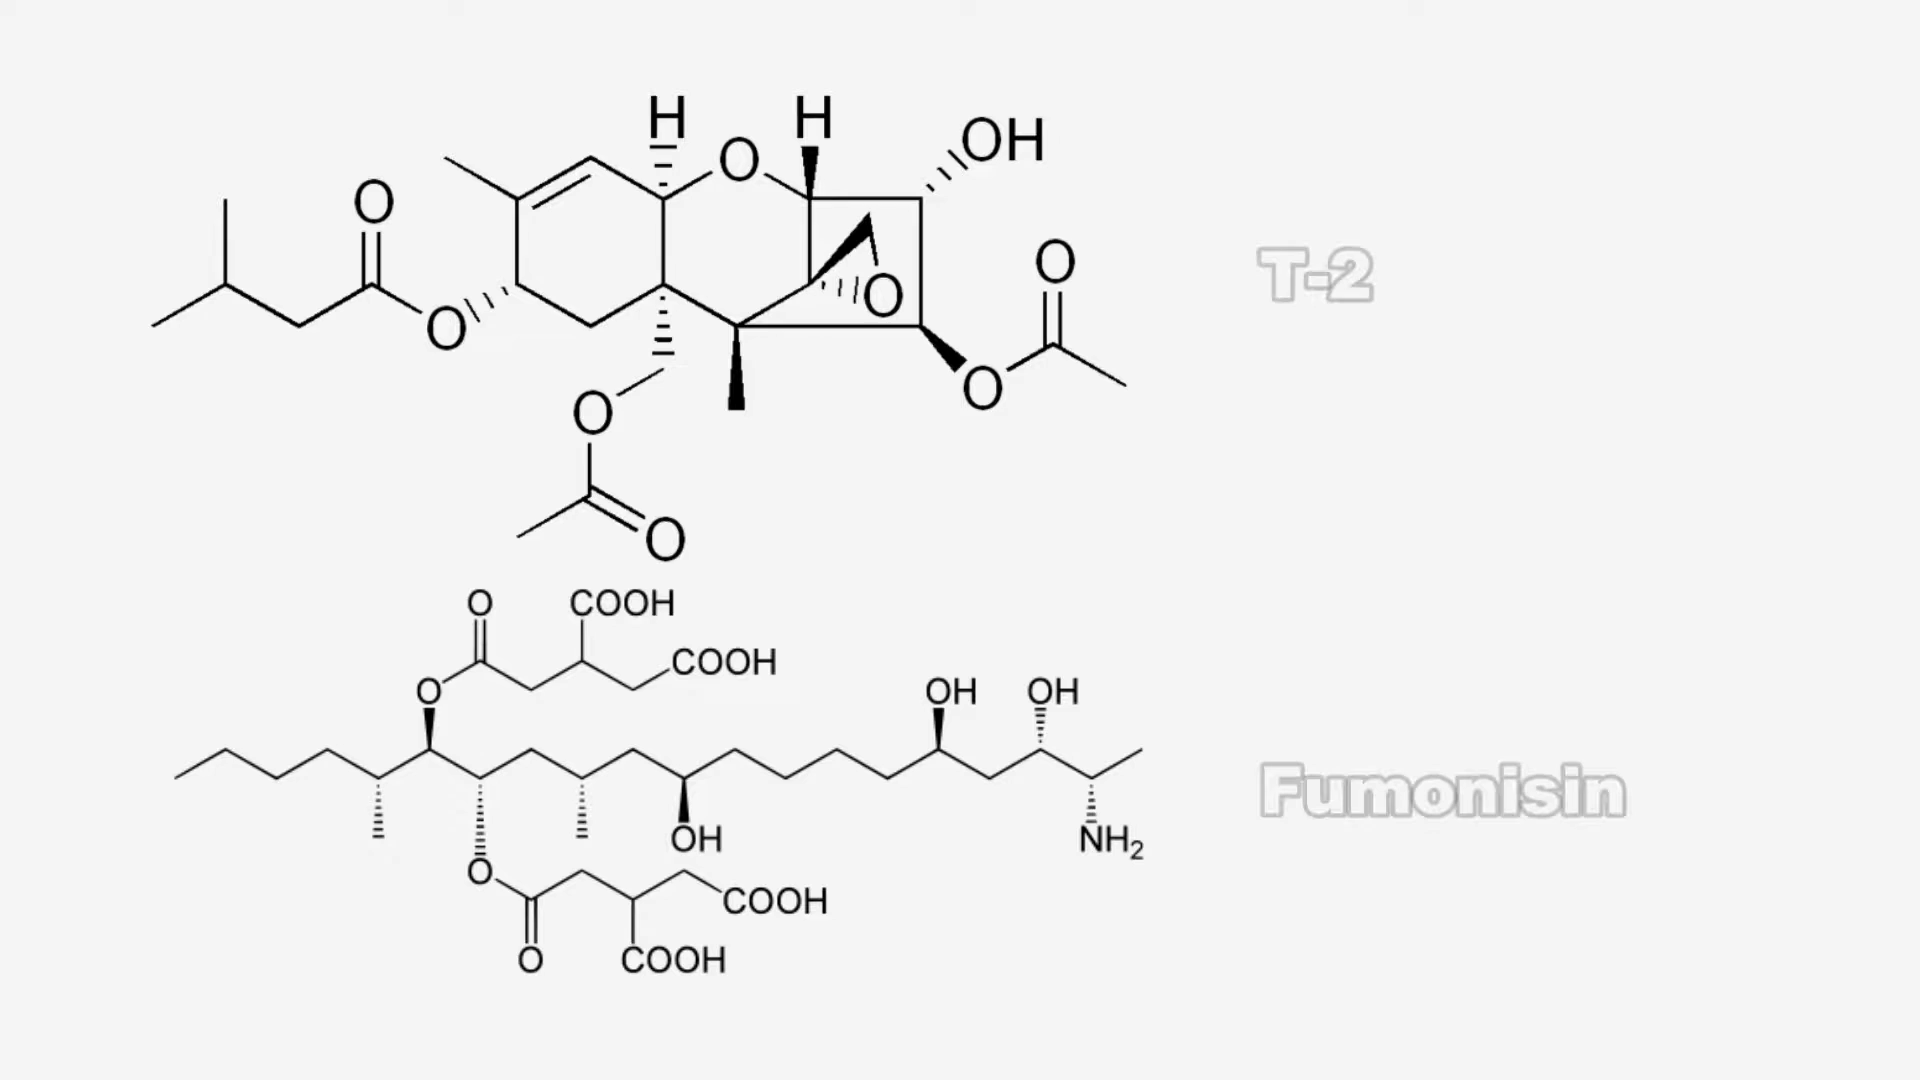 H H
O OH
O
T-2
O
O
O
O
O
O
O COOH
COOH
O OH OH
Fumonisin
OH NH₂
O
COOH
O COOH